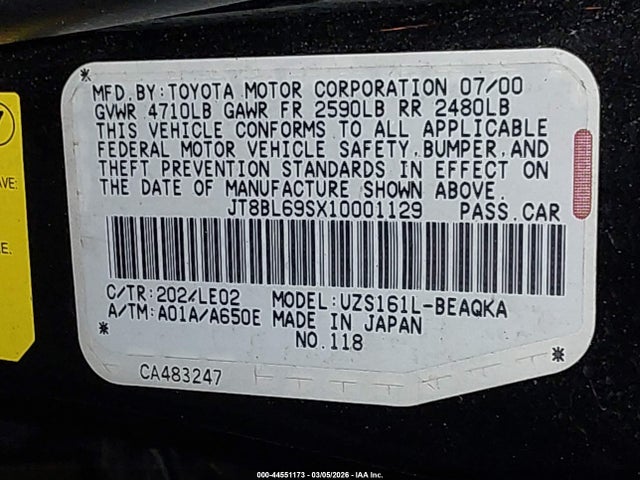 MFD.BY:TOYOTA MOTOR CORPORATION 07/00
GVWR 4710LB GAWR FR 2590LB RR 2480LB
THIS VEHICLE CONFORMS TO ALL APPLICABLE
FEDERAL MOTOR VEHICLE SAFETY,BUMPER,AND
THEFT PREVENTION STANDARDS IN EFFECT ON
THE DATE OF MANUFACTURE SHOWN ABOVE.
JT8BL69SX10001129 PASS.CAR
C/TR:202/LE02 MODEL:UZS161L-BEAQKA
A/TM:A01A/A650E MADE IN JAPAN
NO.118
CA483247
AVE:
E.
000-44551173 - 03/05/2026 - IAA Inc.